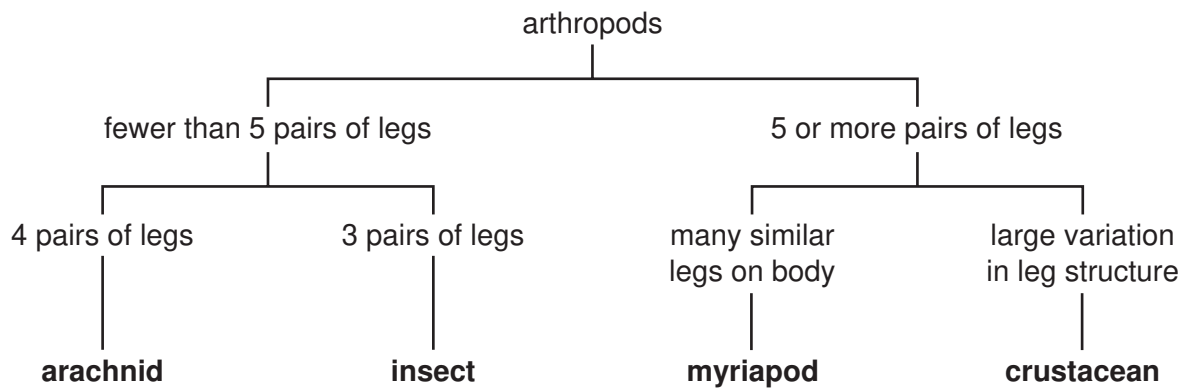 arthropods
fewer than 5 pairs of legs
5 or more pairs of legs
4 pairs of legs
3 pairs of legs
many similar
legs on body
large variation
in leg structure
arachnid
insect
myriapod
crustacean